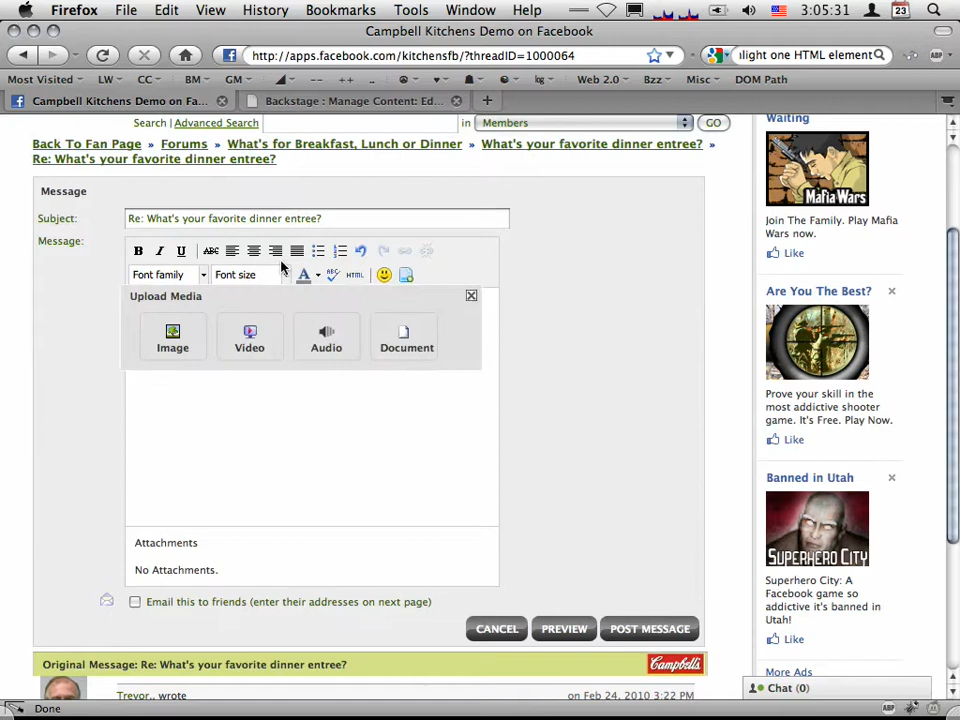 Firefox File Edit View History Bookmarks Tools Window Help 3:05:31 23
Campbell Kitchens Demo on Facebook
http://apps.facebook.com/kitchensfb/?threadID=1000064
ılight one HTML element
Most Visited LW CC BM GM -- ++ .. kg Web 2.0 Bzz Misc DOM Path
Campbell Kitchens Demo on Fa...
Backstage : Manage Content: Ed...
Search | Advanced Search in Members GO
Back To Fan Page » Forums » What's for Breakfast, Lunch or Dinner » What's your favorite dinner entree? »
Re: What's your favorite dinner entree?
Message
Subject: Re: What's your favorite dinner entree?
Message: B I U ABC
Font family Font size A ABC HTML
Upload Media
Image Video Audio Document
Attachments
No Attachments.
Email this to friends (enter their addresses on next page)
CANCEL PREVIEW POST MESSAGE
Original Message: Re: What's your favorite dinner entree? Campbell's
Trevor.. wrote on Feb 24, 2010 3:22 PM
Waiting
MAFIA WARS
Join The Family. Play Mafia
Wars now.
Like
Are You The Best?
Prove your skill in the
most addictive shooter
game. It's Free. Play Now.
Like
Banned in Utah
SUPERHERO CITY
Superhero City: A
Facebook game so
addictive it's banned in
Utah!
Like
More Ads
Chat (0)
Done ABP